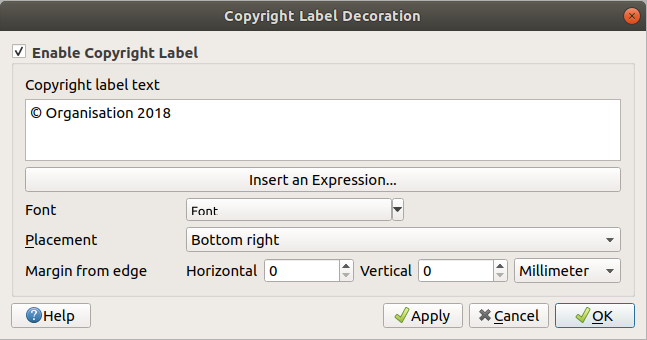 Copyright Label Decoration
Enable Copyright Label
Copyright label text
© Organisation 2018
Insert an Expression...
Font Font
Placement Bottom right
Margin from edge Horizontal 0 Vertical 0 Millimeter
Help Apply Cancel OK